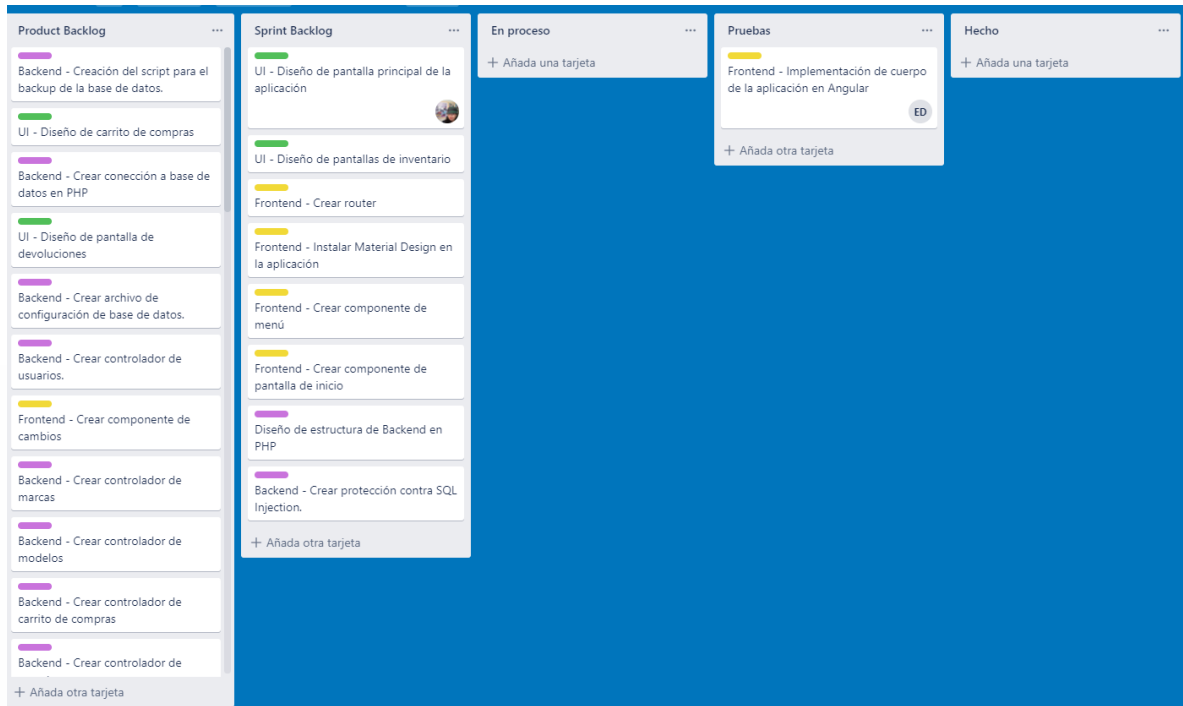 Product Backlog
Backend - Creación del script para el
backup de la base de datos.
UI - Diseño de carrito de compras
Backend - Crear conección a base de
datos en PHP
UI - Diseño de pantalla de
devoluciones
Backend - Crear archivo de
configuración de base de datos.
Backend - Crear controlador de
usuarios.
Frontend - Crear componente de
cambios
Backend - Crear controlador de
marcas
Backend - Crear controlador de
modelos
Backend - Crear controlador de
carrito de compras
Backend - Crear controlador de
+ Añada otra tarjeta
Sprint Backlog
UI - Diseño de pantalla principal de la
aplicación
UI - Diseño de pantallas de inventario
Frontend - Crear router
Frontend - Instalar Material Design en
la aplicación
Frontend - Crear componente de
menú
Frontend - Crear componente de
pantalla de inicio
Diseño de estructura de Backend en
PHP
Backend - Crear protección contra SQL
Injection.
+ Añada otra tarjeta
En proceso
+ Añada una tarjeta
Pruebas
Frontend - Implementación de cuerpo
de la aplicación en Angular
ED
+ Añada otra tarjeta
Hecho
+ Añada una tarjeta